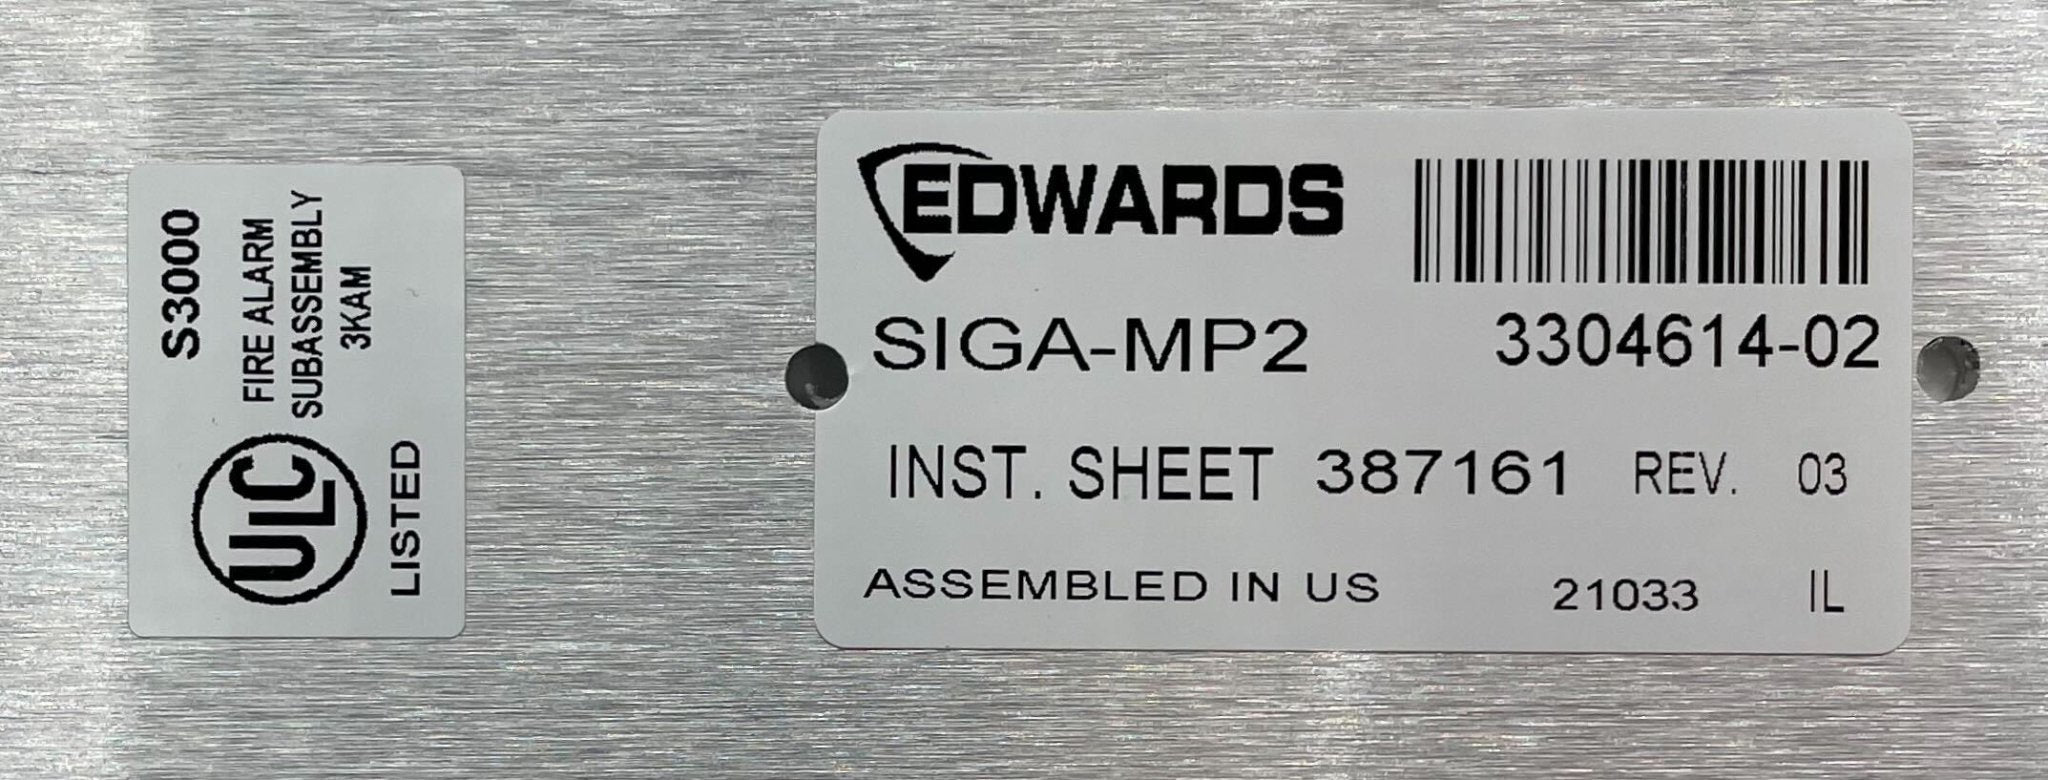 S3000
FIRE ALARM
SUBASSEMBLY
3KAM
ULC
LISTED
EDWARDS
SIGA-MP2 3304614-02
INST. SHEET 387161 REV. 03
ASSEMBLED IN US 21033 IL